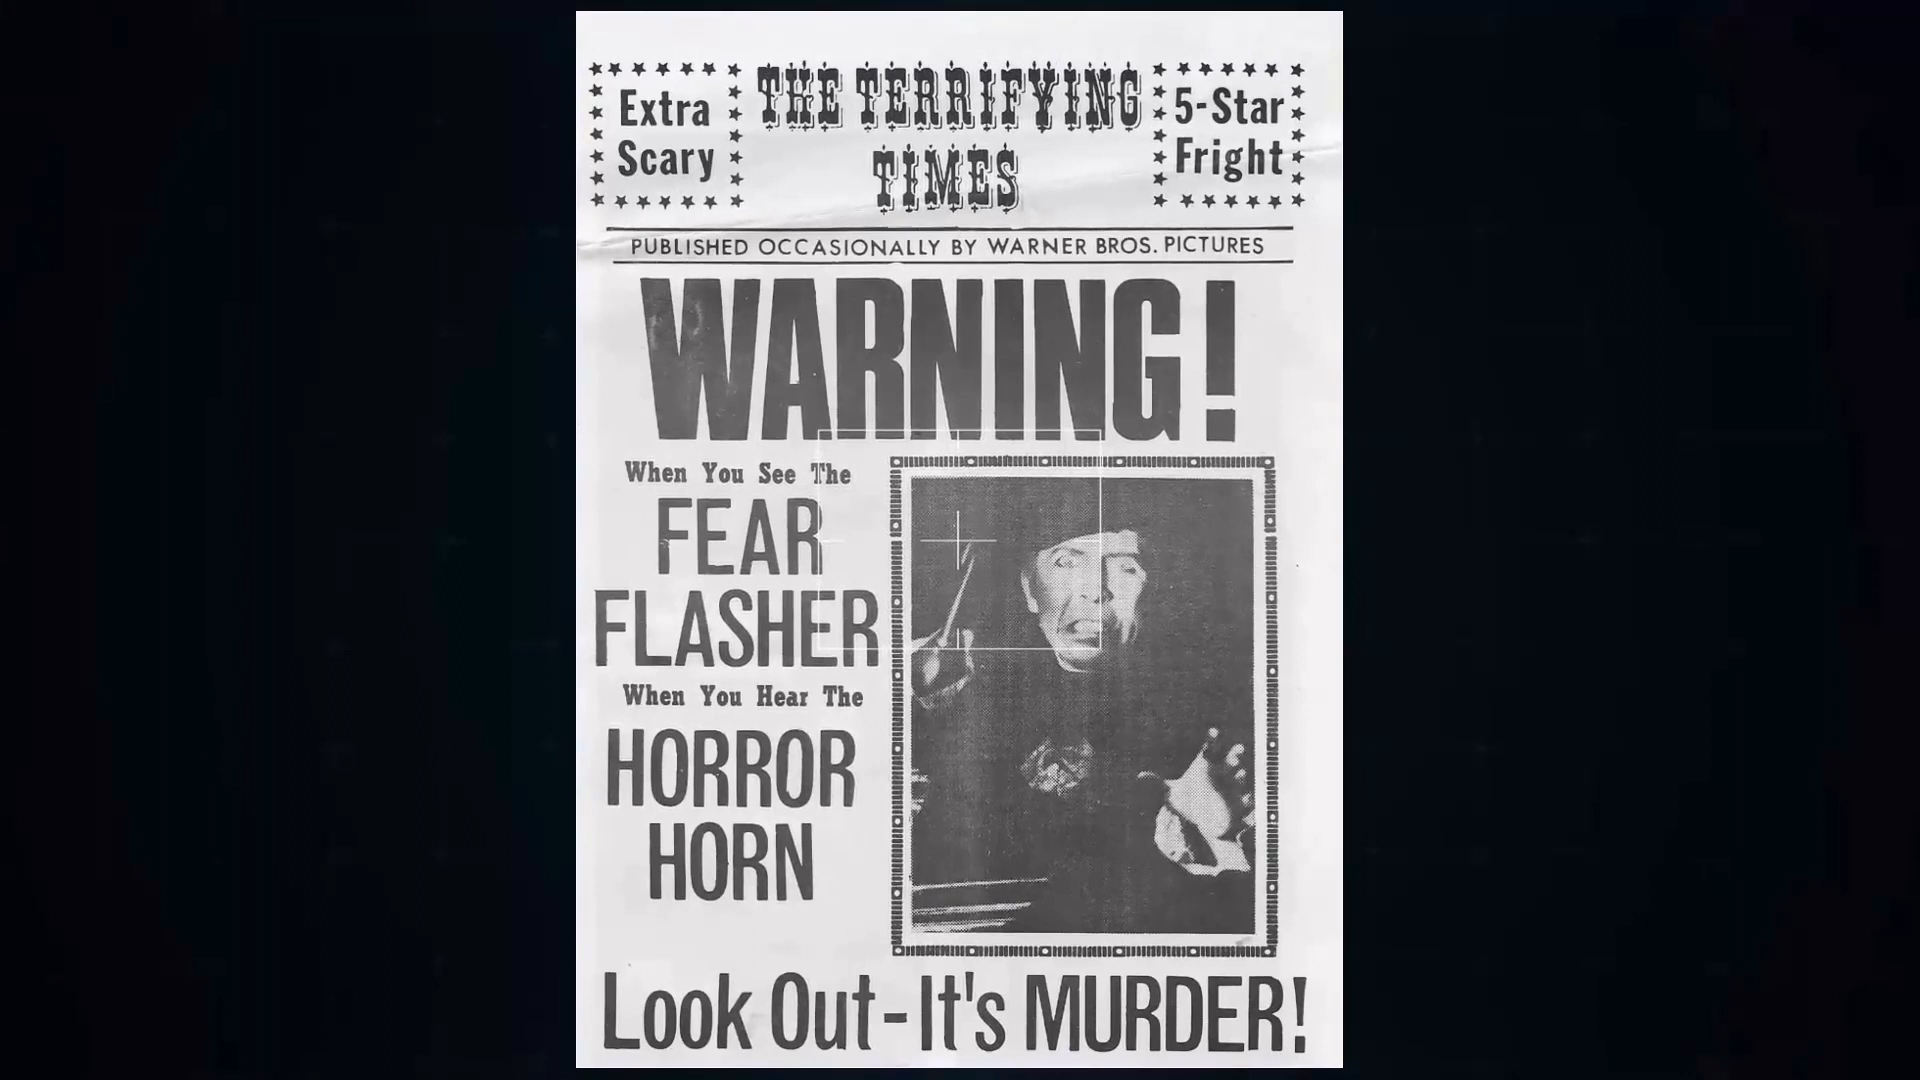 Extra
Scary
THE TERRIFYING
TIMES
5-Star
Fright
PUBLISHED OCCASIONALLY BY WARNER BROS. PICTURES
WARNING!
When You See The
FEAR
FLASHER
When You Hear The
HORROR
HORN
Look Out-It's MURDER!